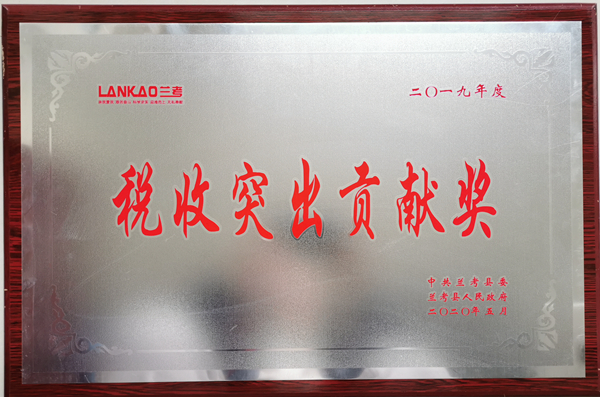 LANKAO兰考
二〇一九年度
税收突出贡献奖
中共兰考县委
兰考县人民政府
二〇二〇年五月